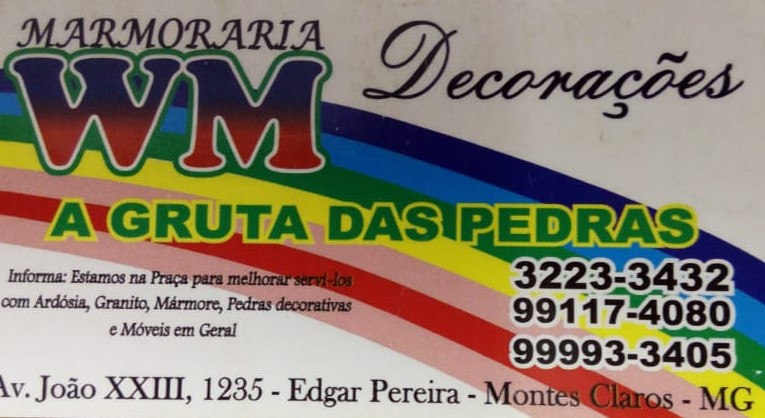 MARMORARIA
WM Decorações
A GRUTA DAS PEDRAS
Informa: Estamos na Praça para melhorar servi-los
com Ardósia, Granito, Mármore, Pedras decorativas
e Móveis em Geral
3223-3432
99117-4080
99993-3405
Av. João XXIII, 1235 - Edgar Pereira - Montes Claros - MG